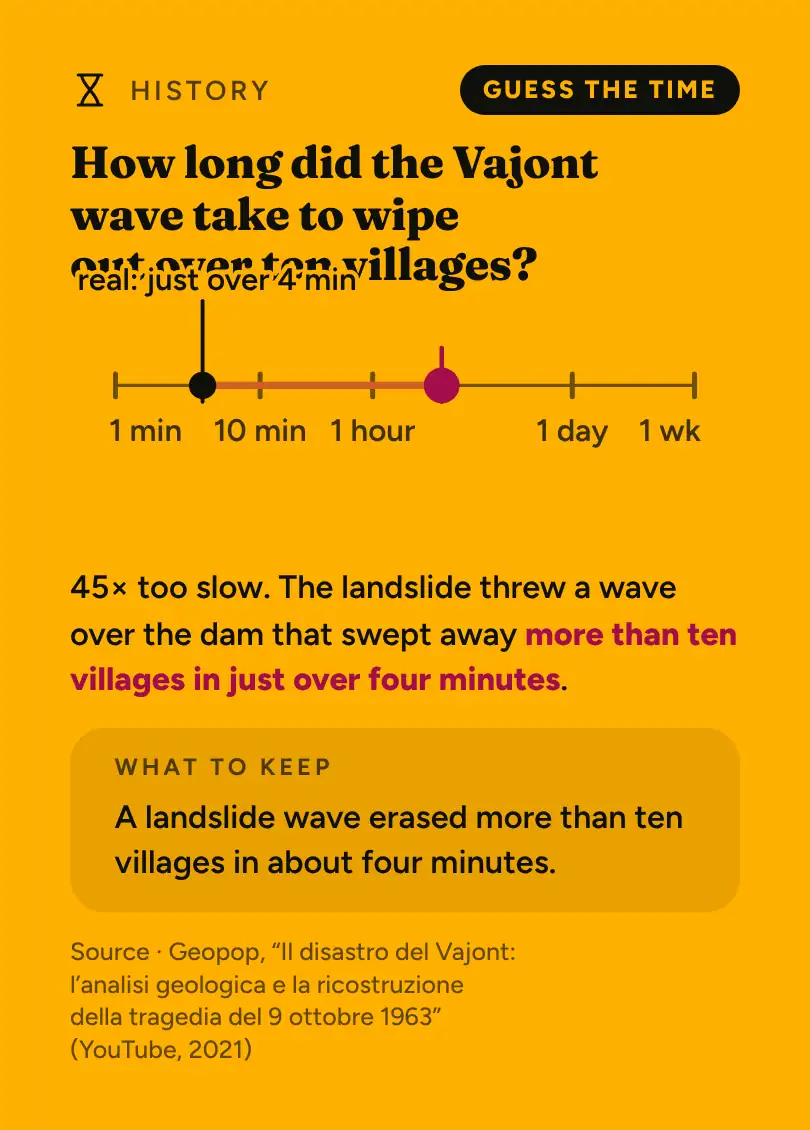 HISTORY
GUESS THE TIME
How long did the Vajont
wave take to wipe
out over ten villages?
real: just over 4 min
1 min 10 min 1 hour 1 day 1 wk
45× too slow. The landslide threw a wave
over the dam that swept away more than ten
villages in just over four minutes.
WHAT TO KEEP
A landslide wave erased more than ten
villages in about four minutes.
Source · Geopop, “Il disastro del Vajont:
l’analisi geologica e la ricostruzione
della tragedia del 9 ottobre 1963”
(YouTube, 2021)